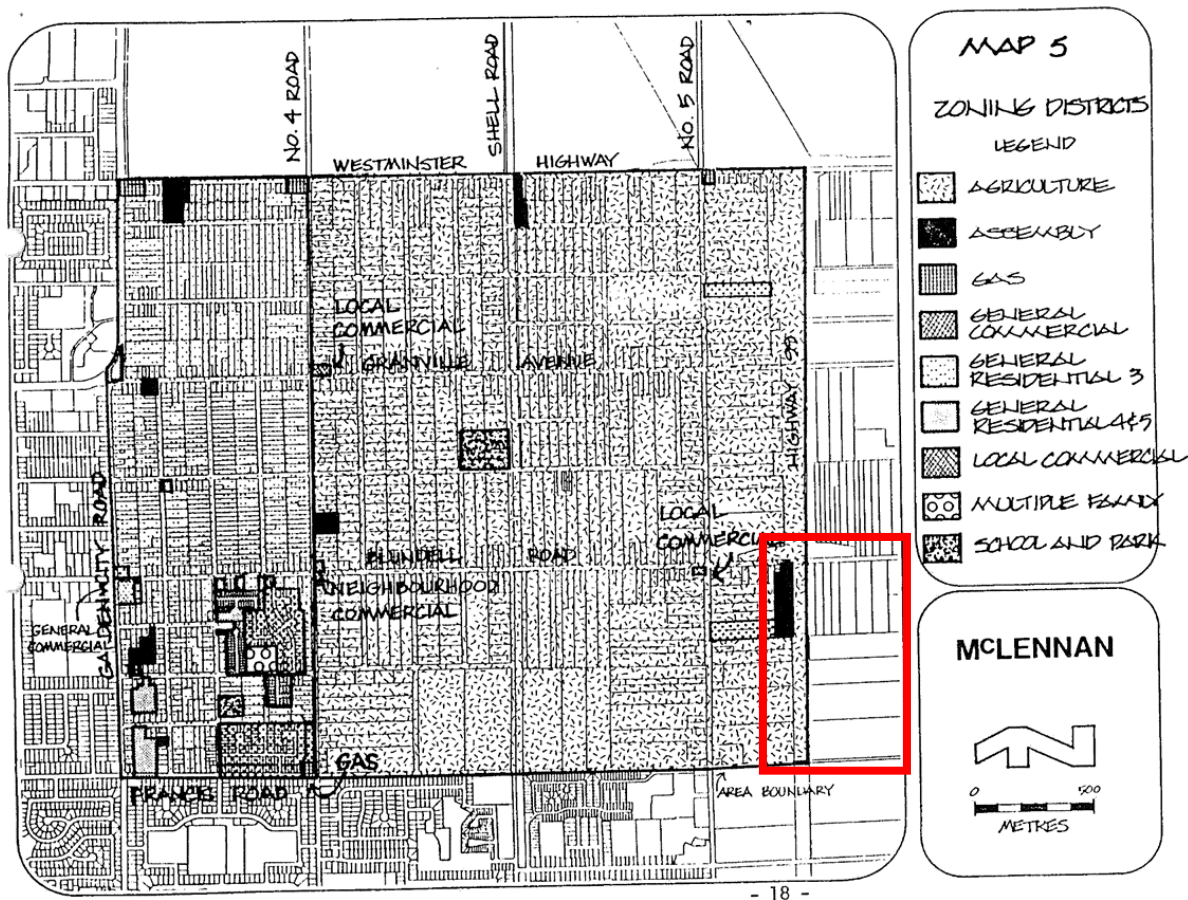 MAP 5
ZONING DISTRICTS
LEGEND
AGRICULTURE
ASSEMBLY
GAS
GENERAL
COMMERCIAL
GENERAL
RESIDENTIAL 3
GENERAL
RESIDENTIAL 4&5
LOCAL COMMERCIAL
MULTIPLE FAMILY
SCHOOL AND PARK
NO. 4 ROAD
SHELL ROAD
NO. 5 ROAD
WESTMINSTER HIGHWAY
LOCAL
COMMERCIAL
GRANVILLE AVENUE
HIGHWAY 99
GARDEN CITY ROAD
LOCAL
COMMERCIAL
BLUNDELL ROAD
NEIGHBOURHOOD
COMMERCIAL
GENERAL
COMMERCIAL
GAS
FRANCIS ROAD
AREA BOUNDARY
McLENNAN
0 500
METRES
- 18 -